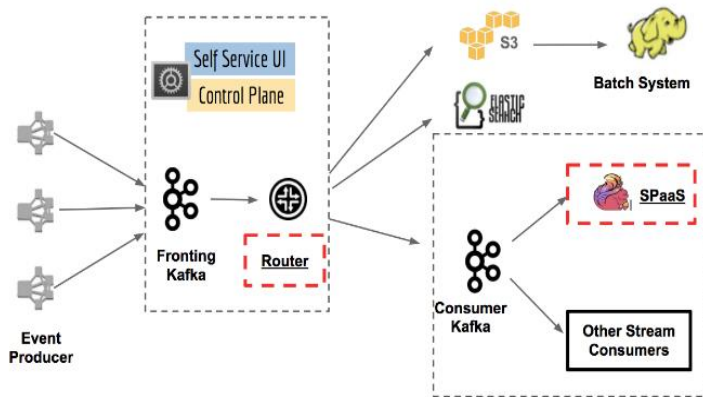 Self Service UI
Control Plane
S3
Batch System
ELASTIC
SEARCH
SPaaS
Fronting
Kafka
Router
Event
Producer
Consumer
Kafka
Other Stream
Consumers